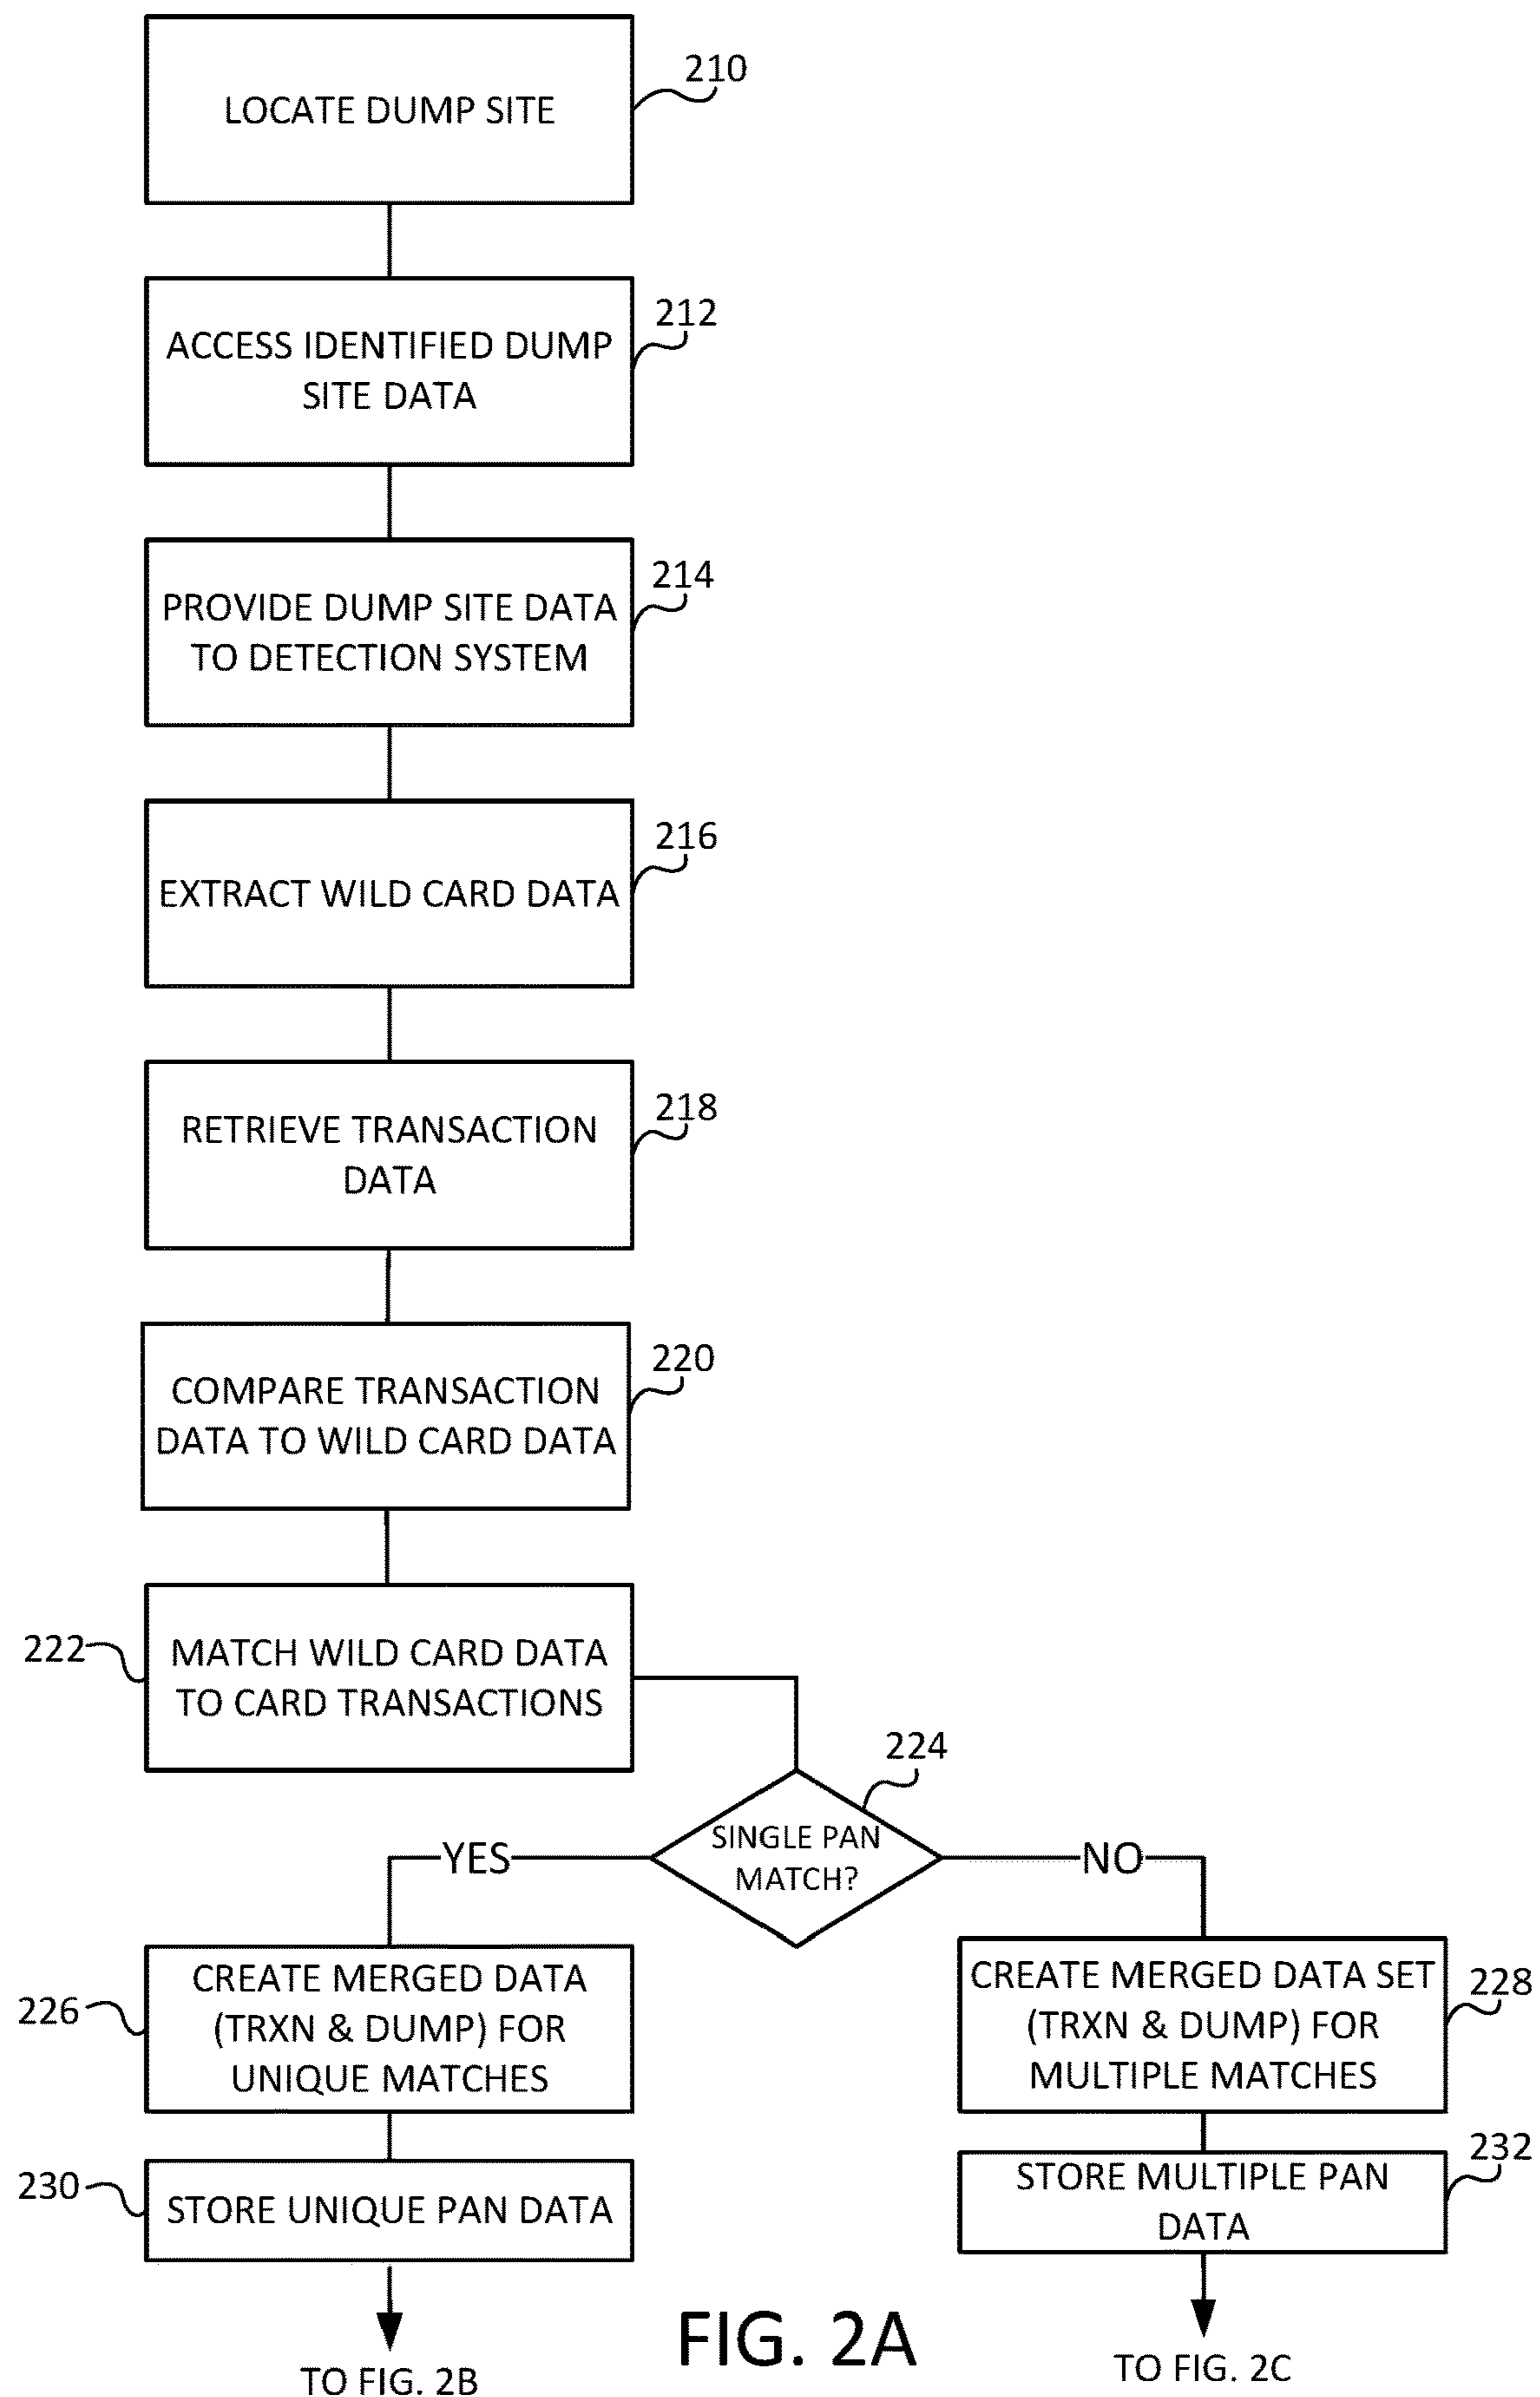 210
LOCATE DUMP SITE
212
ACCESS IDENTIFIED DUMP
SITE DATA
214
PROVIDE DUMP SITE DATA
TO DETECTION SYSTEM
216
EXTRACT WILD CARD DATA
218
RETRIEVE TRANSACTION
DATA
220
COMPARE TRANSACTION
DATA TO WILD CARD DATA
222
MATCH WILD CARD DATA
TO CARD TRANSACTIONS
224
SINGLE PAN
MATCH?
YES
NO
226
CREATE MERGED DATA
(TRXN & DUMP) FOR
UNIQUE MATCHES
CREATE MERGED DATA SET
(TRXN & DUMP) FOR
MULTIPLE MATCHES
228
230
STORE UNIQUE PAN DATA
STORE MULTIPLE PAN
DATA
232
TO FIG. 2B
FIG. 2A
TO FIG. 2C